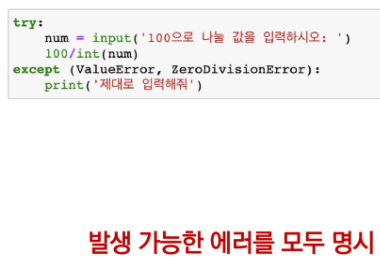 try:
    num = input('100으로 나눌 값을 입력하시오: ')
    100/int(num)
except (ValueError, ZeroDivisionError):
    print('제대로 입력해줘')
발생 가능한 에러를 모두 명시